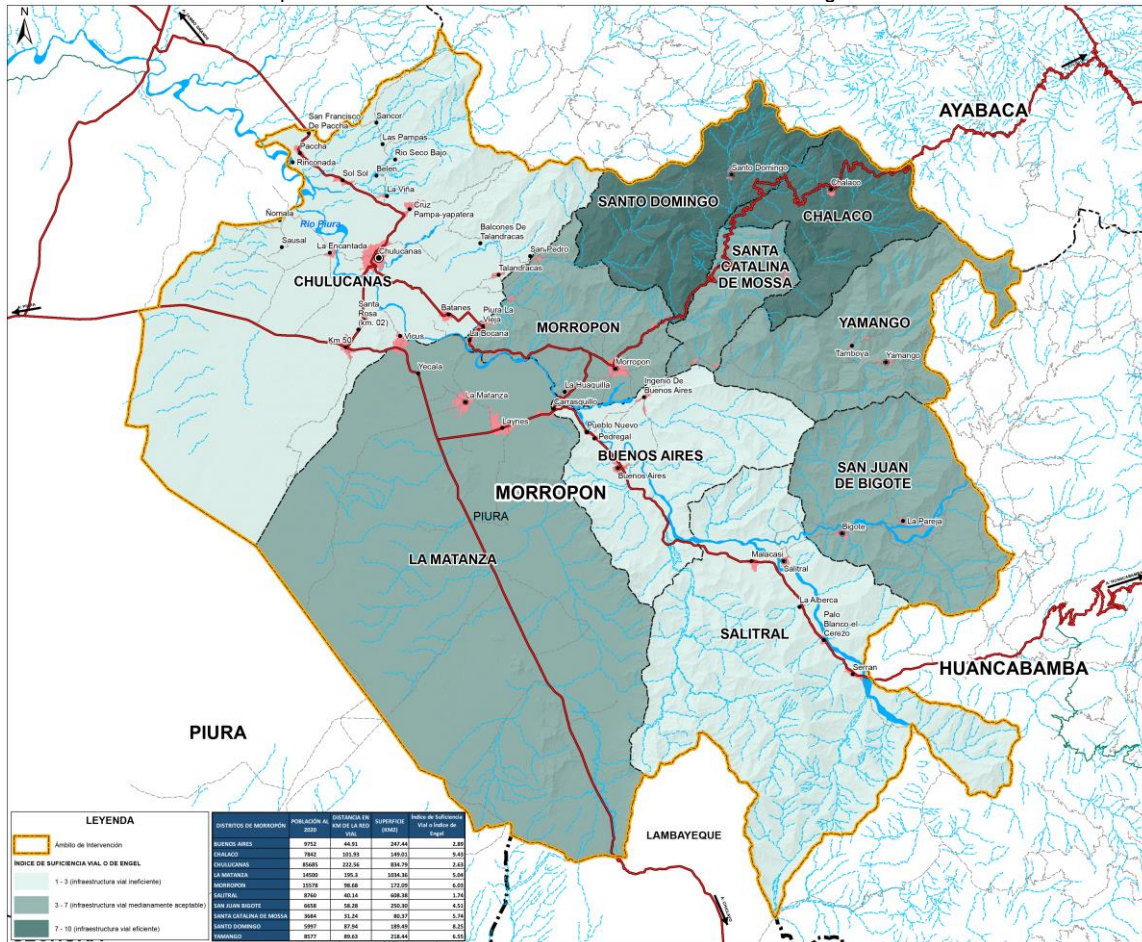 N
AYABACA
San Francisco
De Paccha
Saricor
Paccha
Las Pampas
Rio Seco Bajo
Rinconada
Sol Sol
Belen
La Viña
Cruz
Pampa-yapatera
Santo Domingo
Chalaco
SANTO DOMINGO
CHALACO
Ñomala
Rio Piura
Sausal
La Encantada
Chulucanas
Balcones De
Talandracas
San Pedro
Talandracas
SANTA
CATALINA
DE MOSSA
CHULUCANAS
Santa
Rosa
(km. 02)
Batanes
Piura La
Vieja
La Bocana
MORROPON
YAMANGO
Km 50
Vicus
Yecala
Morropon
Tamboya
Yamango
La Matanza
La Huaquilla
Ingenio De
Buenos Aires
Carrasquillo
Laynes
Pueblo Nuevo
Pedregal
BUENOS AIRES
Buenos Aires
SAN JUAN
DE BIGOTE
MORROPON
PIURA
Bigote
La Pareja
LA MATANZA
Malacasi
Salitral
La Alberca
Palo
Blanco-el
Cerezo
SALITRAL
Serran
HUANCABAMBA
PIURA
LAMBAYEQUE
LEYENDA
Ámbito de Intervención
ÍNDICE DE SUFICIENCIA VIAL O DE ENGEL
1 - 3 (infraestructura vial ineficiente)
3 - 7 (infraestructura vial medianamente aceptable)
7 - 10 (infraestructura vial eficiente)
DISTRITOS DE MORROPÓN POBLACIÓN AL 2020 DISTANCIA EN KM DE LA RED VIAL SUPERFICIE (KM2) Índice de Suficiencia Vial o Índice de Engel
BUENOS AIRES 9752 44.91 247.44 2.89
CHALACO 7842 101.93 149.01 9.43
CHULUCANAS 85685 222.56 834.79 2.63
LA MATANZA 14500 195.3 1034.36 5.04
MORROPON 15578 98.68 172.09 6.03
SALITRAL 8760 40.14 608.38 1.74
SAN JUAN BIGOTE 6658 58.28 250.30 4.51
SANTA CATALINA DE MOSSA 3684 31.24 80.37 5.74
SANTO DOMINGO 5997 87.94 189.49 8.25
YAMANGO 8577 89.63 218.44 6.55